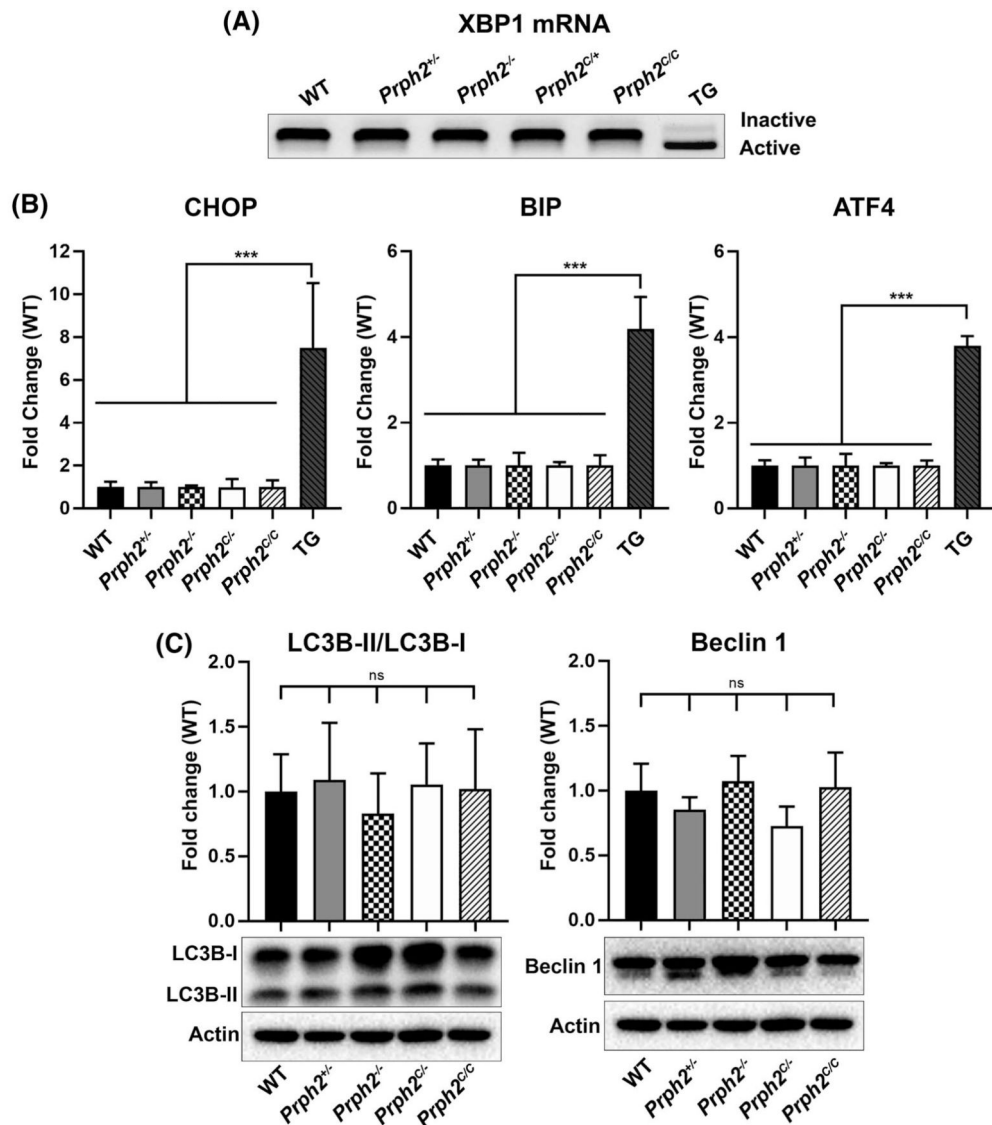 (A)
XBP1 mRNA
WT Prph2+/- Prph2-/- Prph2C/+ Prph2C/C TG
Inactive
Active
(B)
CHOP
Fold Change (WT)
12
10
8
6
4
2
0
***
WT Prph2+/- Prph2-/- Prph2C/- Prph2C/C TG
BIP
Fold Change (WT)
6
4
2
0
***
WT Prph2+/- Prph2-/- Prph2C/- Prph2C/C TG
ATF4
Fold Change (WT)
6
4
2
0
***
WT Prph2+/- Prph2-/- Prph2C/- Prph2C/C TG
(C)
LC3B-II/LC3B-I
Fold change (WT)
2.0
1.5
1.0
0.5
0.0
ns
LC3B-I
LC3B-II
Actin
WT Prph2+/- Prph2-/- Prph2C/- Prph2C/C
Beclin 1
Fold change (WT)
2.0
1.5
1.0
0.5
0.0
ns
Beclin 1
Actin
WT Prph2+/- Prph2-/- Prph2C/- Prph2C/C